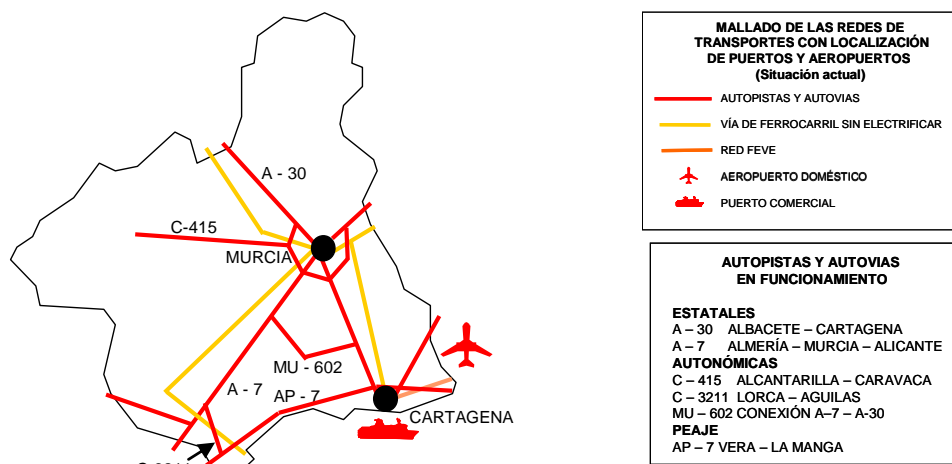 A - 30
C-415
MURCIA
MU - 602
A - 7
AP - 7
CARTAGENA
MALLADO DE LAS REDES DE
TRANSPORTES CON LOCALIZACIÓN
DE PUERTOS Y AEROPUERTOS
(Situación actual)
AUTOPISTAS Y AUTOVIAS
VÍA DE FERROCARRIL SIN ELECTRIFICAR
RED FEVE
AEROPUERTO DOMÉSTICO
PUERTO COMERCIAL
AUTOPISTAS Y AUTOVIAS
EN FUNCIONAMIENTO
ESTATALES
A – 30 ALBACETE – CARTAGENA
A – 7 ALMERÍA – MURCIA – ALICANTE
AUTONÓMICAS
C – 415 ALCANTARILLA – CARAVACA
C – 3211 LORCA – AGUILAS
MU – 602 CONEXIÓN A–7 – A-30
PEAJE
AP – 7 VERA – LA MANGA